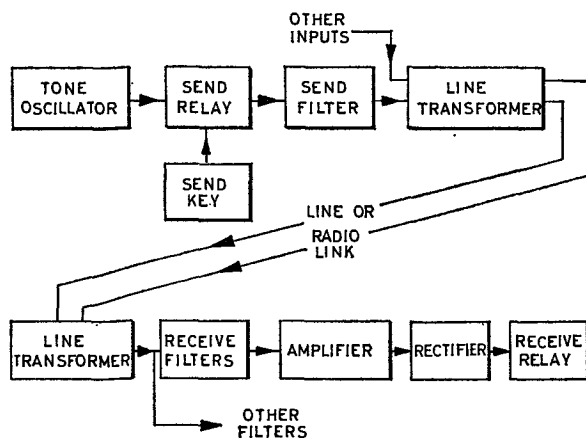 OTHER
INPUTS
TONE
OSCILLATOR
SEND
RELAY
SEND
FILTER
LINE
TRANSFORMER
SEND
KEY
LINE OR
RADIO
LINK
LINE
TRANSFORMER
RECEIVE
FILTERS
AMPLIFIER
RECTIFIER
RECEIVE
RELAY
OTHER
FILTERS